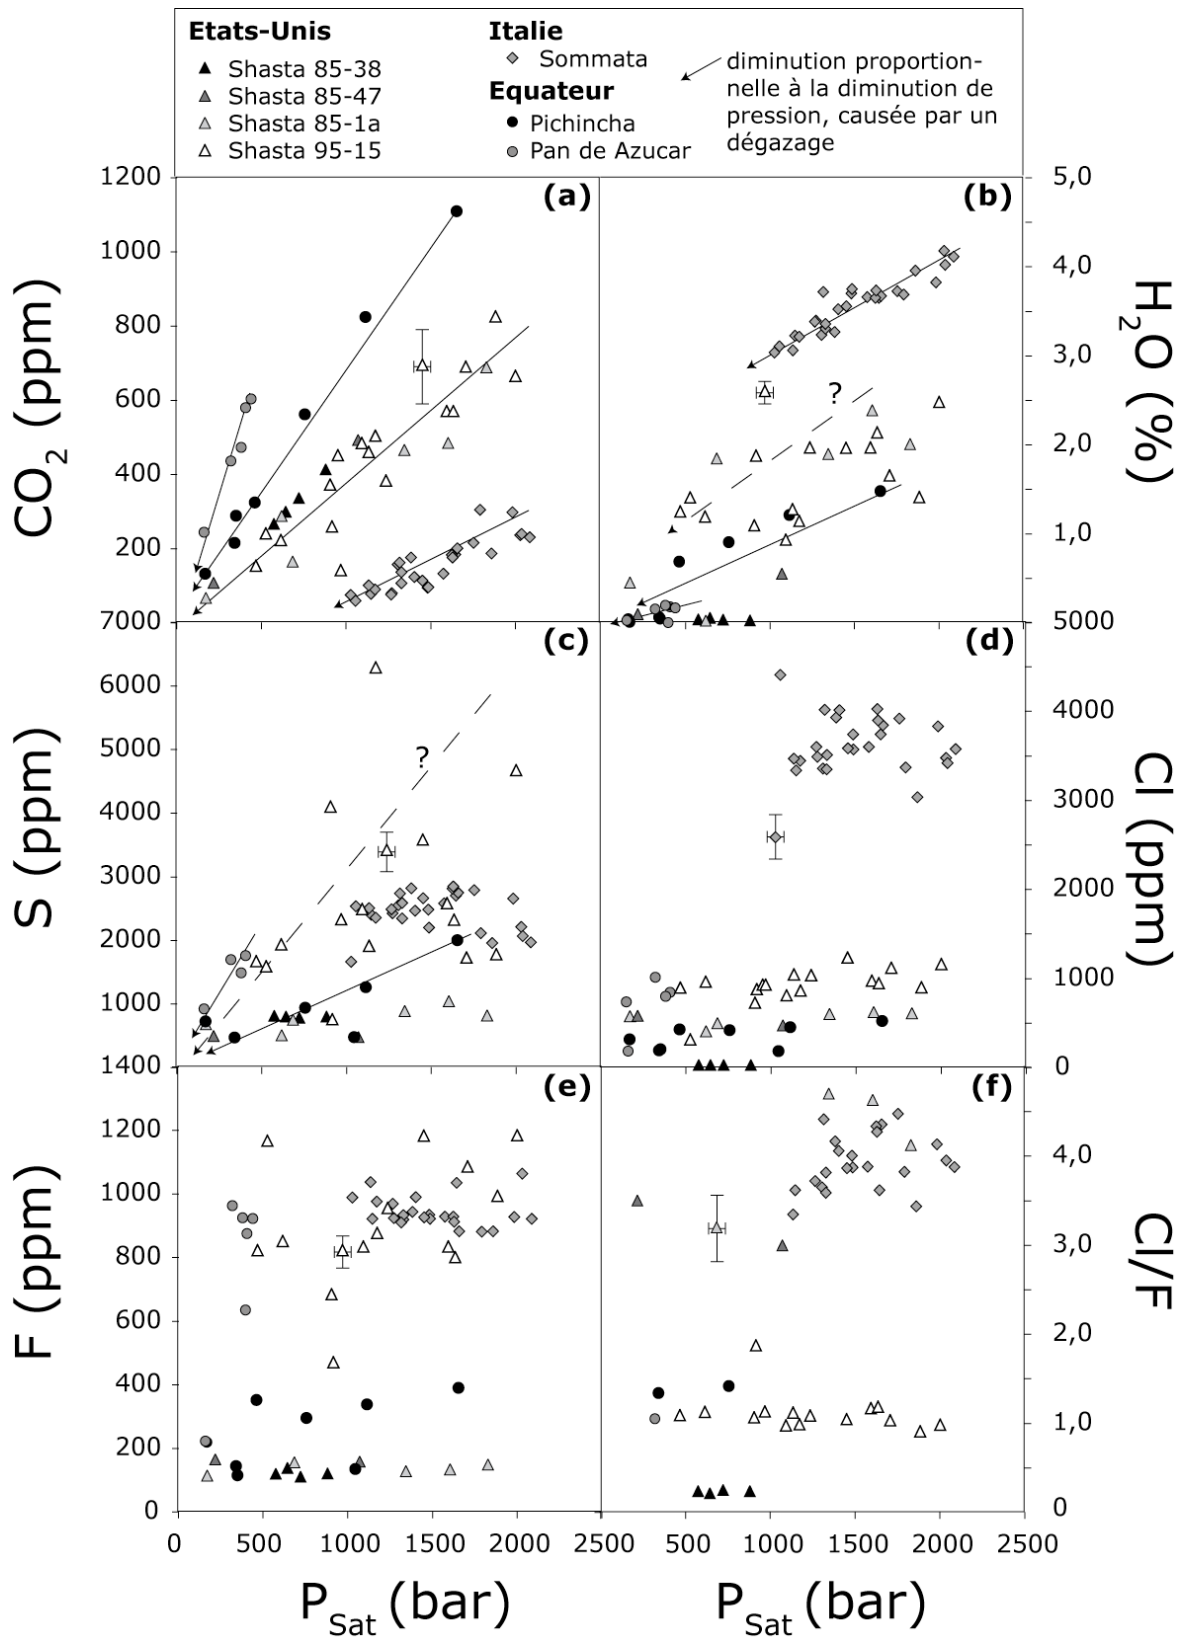 Etats-Unis
Shasta 85-38
Shasta 85-47
Shasta 85-1a
Shasta 95-15
Italie
Sommata
Equateur
Pichincha
Pan de Azucar
diminution proportion-
nelle à la diminution de
pression, causée par un
dégazage
(a)
CO2 (ppm)
1200
1000
800
600
400
200
(b)
H2O (%)
5,0
4,0
3,0
2,0
1,0
?
(c)
S (ppm)
7000
6000
5000
4000
3000
2000
1000
?
(d)
Cl (ppm)
5000
4000
3000
2000
1000
0
(e)
F (ppm)
1400
1200
1000
800
600
400
200
0
(f)
Cl/F
4,0
3,0
2,0
1,0
0
0 500 1000 1500 2000 2500
500 1000 1500 2000 2500
PSat (bar)
PSat (bar)